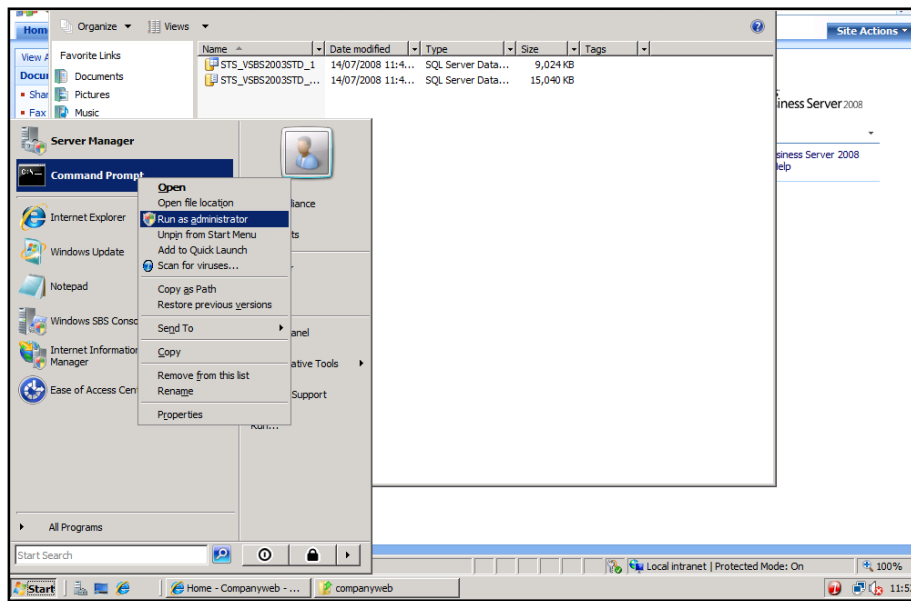 Hom
Organize
Views
Site Actions
View A
Favorite Links
Name
Date modified
Type
Size
Tags
Docum
Documents
STS_VSBS2003STD_1
14/07/2008 11:4...
SQL Server Data...
9,024 KB
STS_VSBS2003STD_...
14/07/2008 11:4...
SQL Server Data...
15,040 KB
Shar
Pictures
Fax
Music
iness Server 2008
siness Server 2008
elp
Server Manager
Command Prompt
Internet Explorer
Windows Update
Notepad
Windows SBS Conso
Internet Information
Manager
Ease of Access Cen
Open
Open file location
Run as administrator
Unpin from Start Menu
Add to Quick Launch
Scan for viruses...
Copy as Path
Restore previous versions
Send To
Copy
Remove from this list
Rename
Properties
liance
ts
anel
ative Tools
Support
Run...
All Programs
Start Search
Local intranet | Protected Mode: On
100%
Start
Home - Companyweb - ...
companyweb
11:5